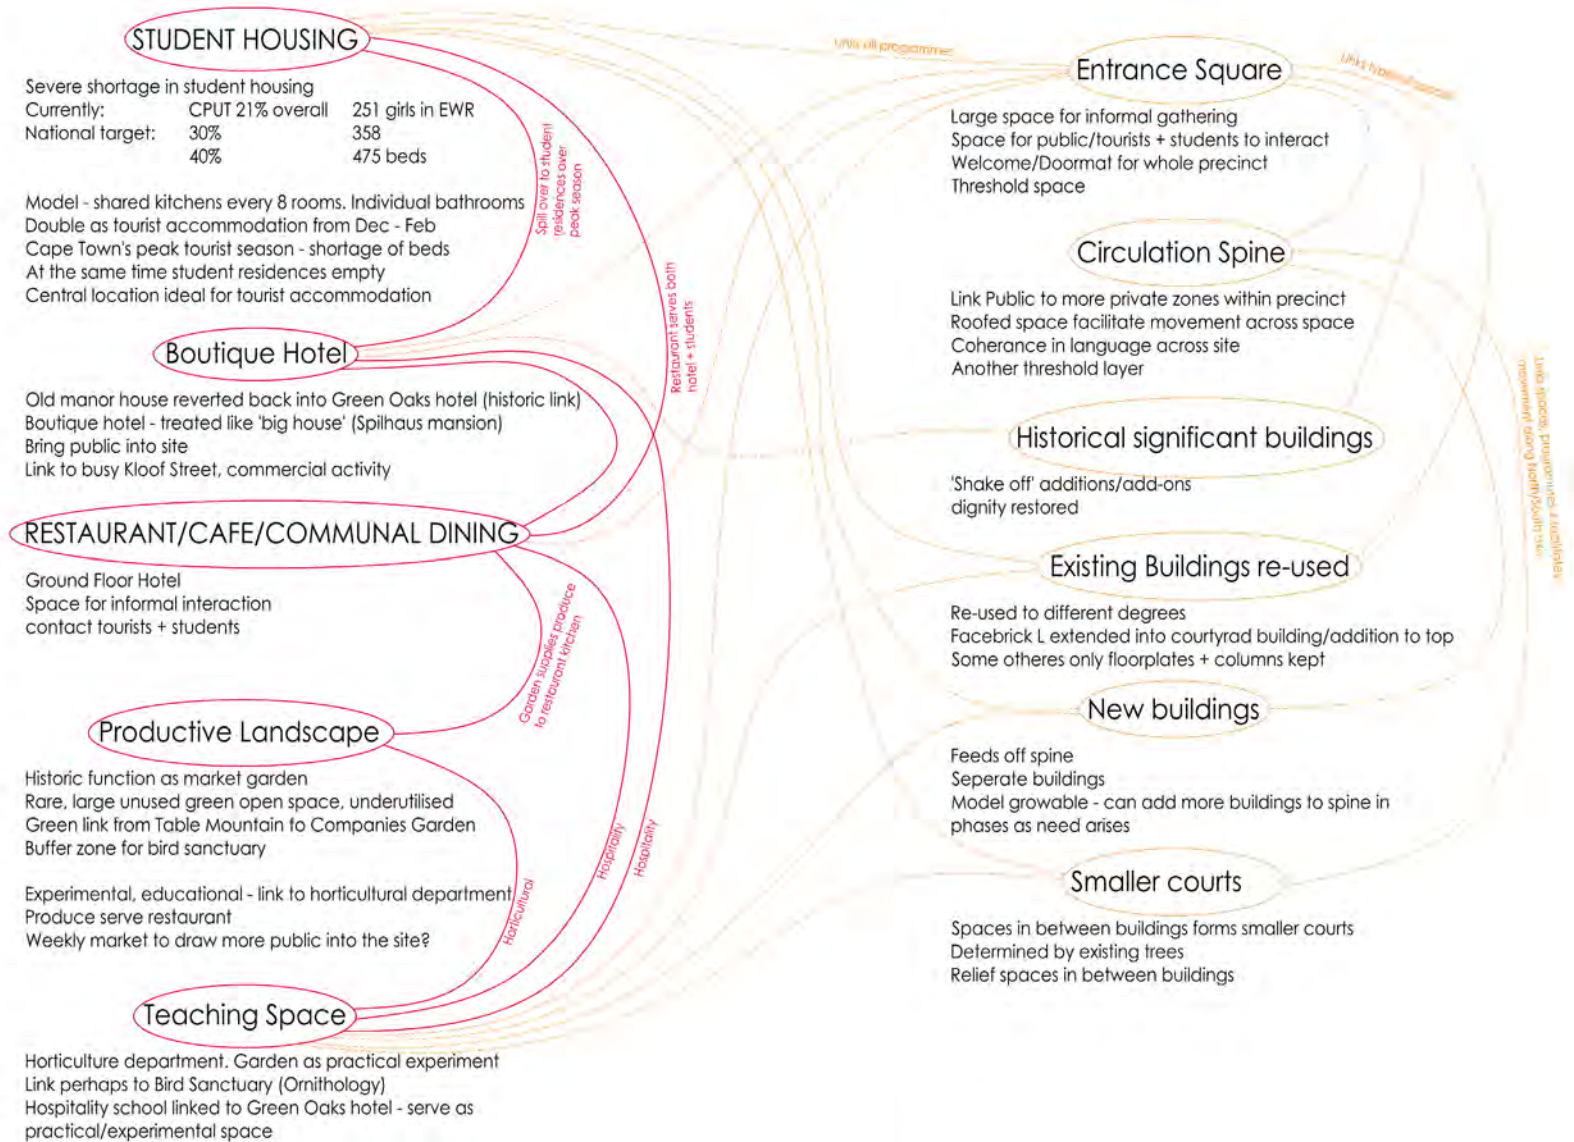 STUDENT HOUSING
Severe shortage in student housing
Currently: CPUT 21% overall 251 girls in EWR
National target: 30% 358
40% 475 beds
Model - shared kitchens every 8 rooms. Individual bathrooms
Double as tourist accommodation from Dec - Feb
Cape Town's peak tourist season - shortage of beds
At the same time student residences empty
Central location ideal for tourist accommodation
Spill over to student
residences over
peak season
Boutique Hotel
Old manor house reverted back into Green Oaks hotel (historic link)
Boutique hotel - treated like 'big house' (Spilhaus mansion)
Bring public into site
Link to busy Kloof Street, commercial activity
Restaurant serves both
hotel + students
RESTAURANT/CAFE/COMMUNAL DINING
Ground Floor Hotel
Space for informal interaction
contact tourists + students
Garden supplies produce
to restaurant kitchen
Productive Landscape
Historic function as market garden
Rare, large unused green open space, underutilised
Green link from Table Mountain to Companies Garden
Buffer zone for bird sanctuary
Experimental, educational - link to horticultural department
Produce serve restaurant
Weekly market to draw more public into the site?
Horticultural
Hospitality
Hospitality
Teaching Space
Horticulture department. Garden as practical experiment
Link perhaps to Bird Sanctuary (Ornithology)
Hospitality school linked to Green Oaks hotel - serve as
practical/experimental space
Links all programmes
Entrance Square
Large space for informal gathering
Space for public/tourists + students to interact
Welcome/Doormat for whole precinct
Threshold space
Links
Circulation Spine
Link Public to more private zones within precinct
Roofed space facilitate movement across space
Coherance in language across site
Another threshold layer
Links spaces, programmes + facilitates
movement along North/South axis
Historical significant buildings
'Shake off' additions/add-ons
dignity restored
Existing Buildings re-used
Re-used to different degrees
Facebrick L extended into courtyrad building/addition to top
Some otheres only floorplates + columns kept
New buildings
Feeds off spine
Seperate buildings
Model growable - can add more buildings to spine in
phases as need arises
Smaller courts
Spaces in between buildings forms smaller courts
Determined by existing trees
Relief spaces in between buildings